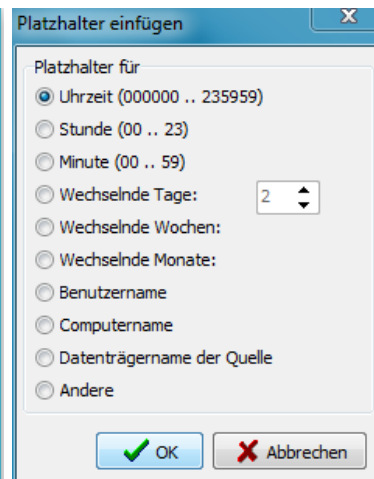 Platzhalter einfügen
Platzhalter für
Uhrzeit (000000 .. 235959)
Stunde (00 .. 23)
Minute (00 .. 59)
Wechselnde Tage: 2
Wechselnde Wochen:
Wechselnde Monate:
Benutzername
Computername
Datenträgername der Quelle
Andere
OK Abbrechen